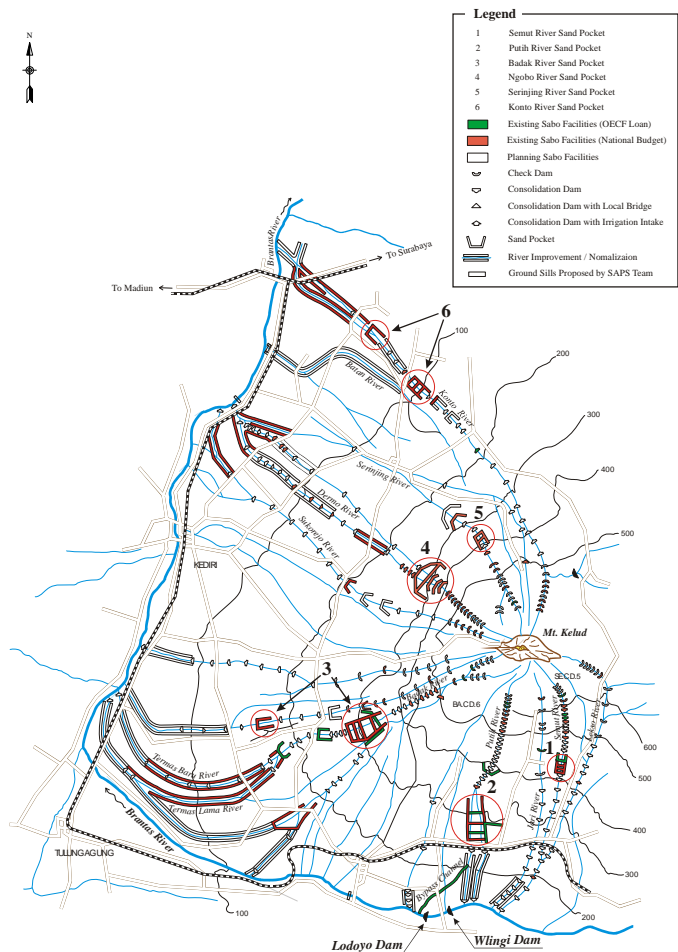 N
Legend
1 Semut River Sand Pocket
2 Putih River Sand Pocket
3 Badak River Sand Pocket
4 Ngobo River Sand Pocket
5 Serinjing River Sand Pocket
6 Konto River Sand Pocket
Existing Sabo Facilities (OECF Loan)
Existing Sabo Facilities (National Budget)
Planning Sabo Facilities
Check Dam
Consolidation Dam
Consolidation Dam with Local Bridge
Consolidation Dam with Irrigation Intake
Sand Pocket
River Improvement / Nomalizaion
Ground Sills Proposed by SAPS Team
Brantas River
To Surabaya
To Madiun
6
100
200
Batan River
Konto River
300
400
Serinjing River
Dermo River
5
500
Sukorejo River
4
KEDIRI
Mt. Kelud
3
SE.C.D.5
BA.C.D.6
Putih River
Semut River
600
1
Termas Baru River
500
2
Termas Lama River
Jari River
Brantas River
400
TULUNGAGUNG
300
Bypass Channel
100
200
Wlingi Dam
Lodoyo Dam